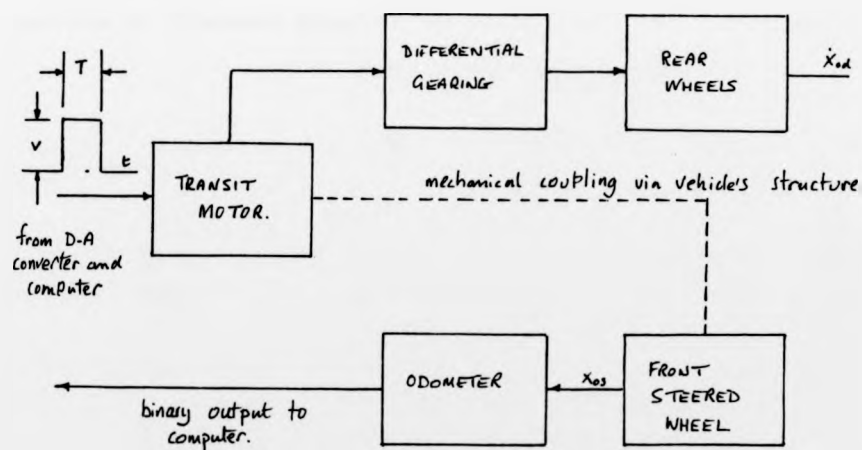 T
V
t
from D-A
converter and
computer
TRANSIT
MOTOR.
DIFFERENTIAL
GEARING
REAR
WHEELS
Ẋod
mechanical coupling via vehicle's structure
FRONT
STEERED
WHEEL
Xos
ODOMETER
binary output to
computer.